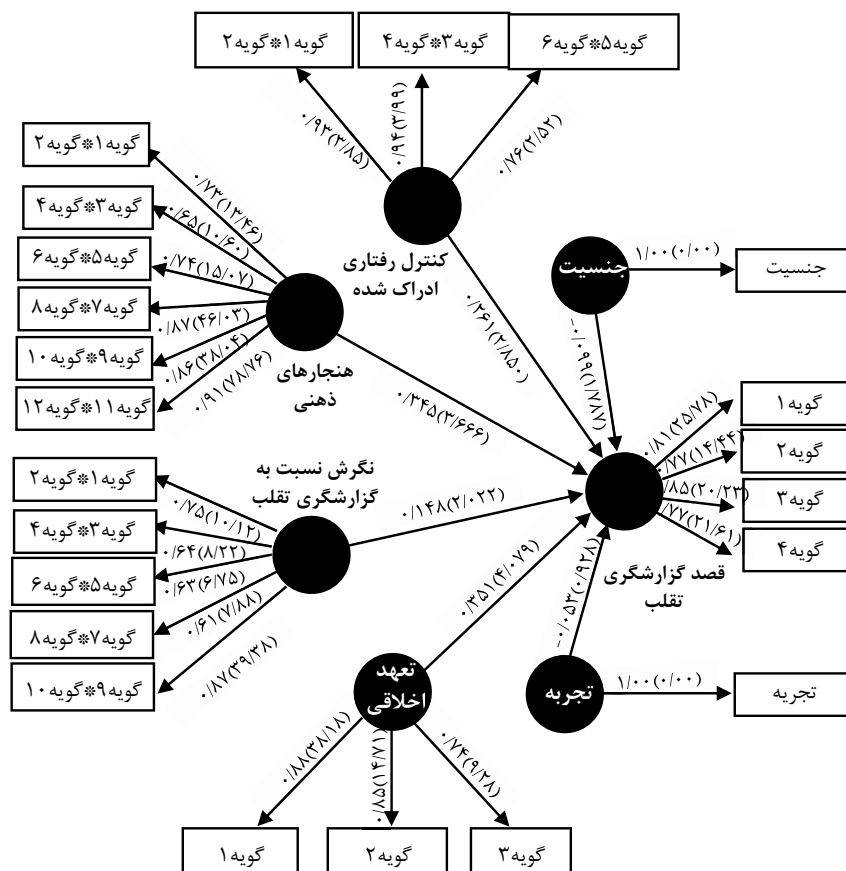 گویه۱*گویه۲
گویه۳*گویه۴
گویه۵*گویه۶
۰/۹۳(۳/۸۵)
۰/۹۴(۳/۹۹)
۰/۷۶(۲/۵۲)
کنترل رفتاری
ادراک شده
گویه۱*گویه۲
گویه۳*گویه۴
گویه۵*گویه۶
گویه۷*گویه۸
گویه۹*گویه۱۰
گویه۱۱*گویه۱۲
۰/۷۳(۱۳/۴۶)
۰/۶۵(۱۰/۶۰)
۰/۷۴(۱۵/۰۷)
۰/۸۷(۴۶/۰۳)
۰/۸۶(۳۸/۰۴)
۰/۹۱(۷۸/۷۶)
هنجارهای
ذهنی
جنسیت
۱/۰۰(۰/۰۰)
جنسیت
۰/۲۶۱(۲/۸۵۰)
-۰/۰۹۹(۱/۷۸۷)
۰/۳۴۵(۳/۶۶۶)
گویه۱
گویه۲
گویه۳
گویه۴
۰/۸۱(۲۵/۷۸)
۰/۷۷(۱۴/۴۴)
/۸۵(۲۰/۲۳)
/۷۷(۲۱/۶۱)
قصد گزارشگری
تقلب
نگرش نسبت به
گزارشگری تقلب
گویه۱*گویه۲
گویه۳*گویه۴
گویه۵*گویه۶
گویه۷*گویه۸
گویه۹*گویه۱۰
۰/۷۵(۱۰/۱۲)
۰/۶۴(۸/۲۲)
۰/۶۳(۶/۷۵)
۰/۶۱(۷/۸۸)
۰/۸۷(۳۹/۳۸)
۰/۱۴۸(۲/۰۲۲)
۰/۳۵۱(۴/۰۷۹)
-۰/۰۵۳(۰/۹۲۸)
تعهد
اخلاقی
تجربه
۱/۰۰(۰/۰۰)
تجربه
۰/۸۸(۳۸/۱۸)
۰/۸۵(۱۴/۷۱)
۰/۷۴(۹/۲۸)
گویه۱
گویه۲
گویه۳